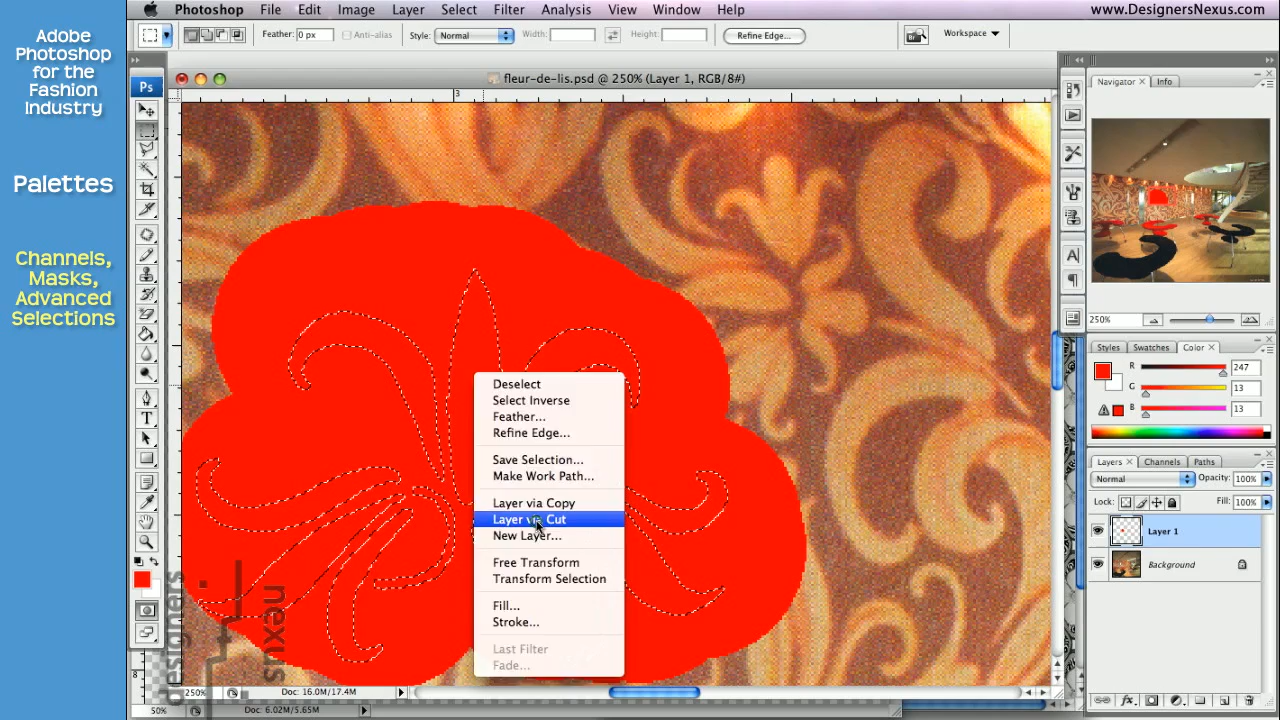 Adobe
Photoshop
for the
Fashion
Industry
Palettes
Channels,
Masks,
Advanced
Selections
Photoshop File Edit Image Layer Select Filter Analysis View Window Help
www.DesignersNexus.com
Feather: 0 px Anti-alias Style: Normal Width: Height: Refine Edge... Workspace
fleur-de-lis.psd @ 250% (Layer 1, RGB/8#)
Ps
3
8
T
Deselect
Select Inverse
Feather...
Refine Edge...
Save Selection...
Make Work Path...
Layer via Copy
Layer via Cut
New Layer...
Free Transform
Transform Selection
Fill...
Stroke...
Last Filter
Fade...
designers
nexus
250% Doc: 16.0M/17.4M
50% Doc: 6.02M/5.65M
Navigator Info
250%
Styles Swatches Color
R 247
G 13
B 13
Layers Channels Paths
Normal Opacity: 100%
Lock: Fill: 100%
Layer 1
Background
fx